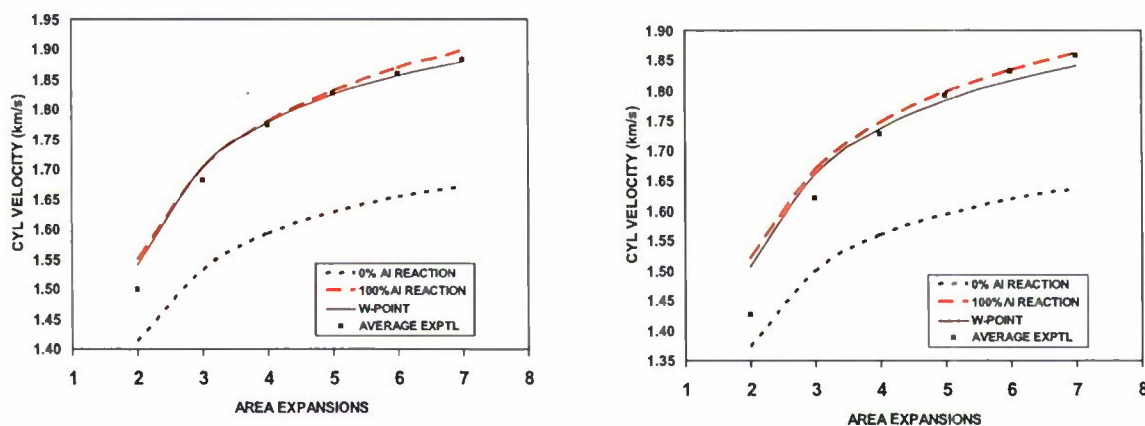 1.95
1.90
1.85
1.80
1.75
1.70
1.65
1.60
1.55
1.50
1.45
1.40
CYL VELOCITY (km/s)
0% Al REACTION
100% Al REACTION
W-POINT
AVERAGE EXPTL
1 2 3 4 5 6 7 8
AREA EXPANSIONS
1.90
1.85
1.80
1.75
1.70
1.65
1.60
1.55
1.50
1.45
1.40
1.35
CYL VELOCITY (km/s)
0% Al REACTION
100% Al REACTION
W-POINT
AVERAGE EXPTL
1 2 3 4 5 6 7 8
AREA EXPANSIONS